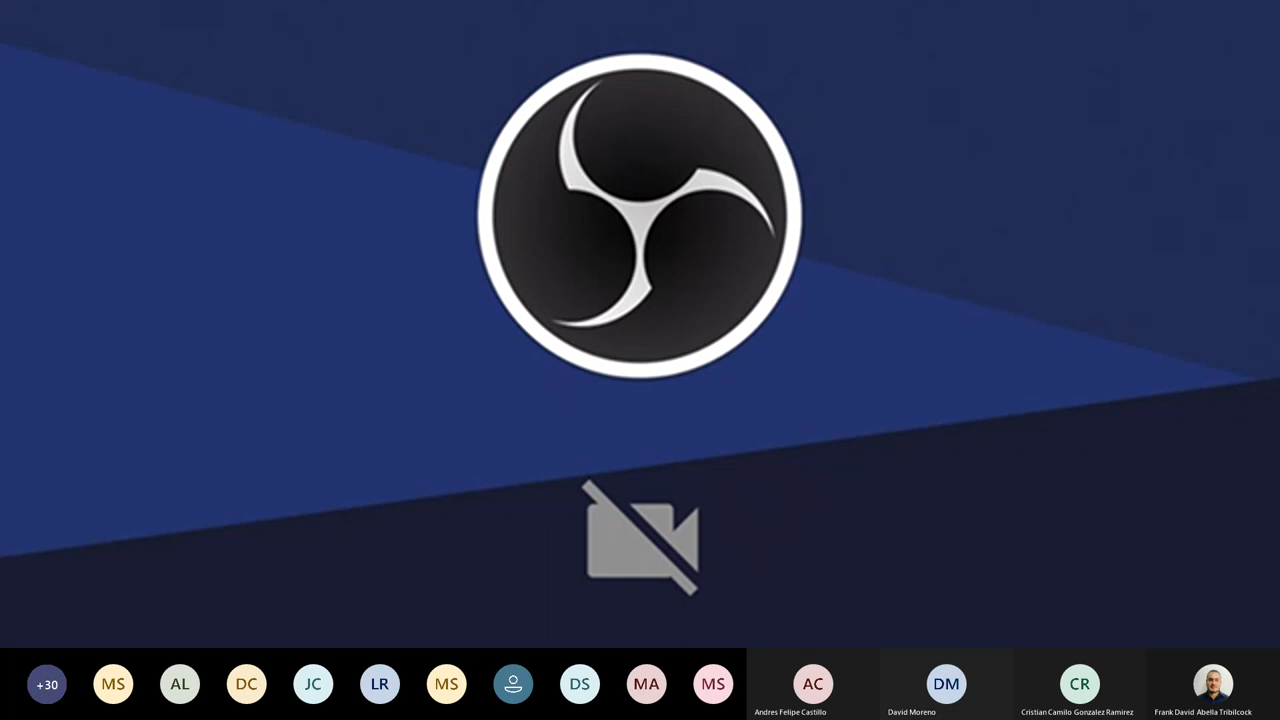 +30
MS
AL
DC
JC
LR
MS
DS
MA
MS
AC
DM
CR
Andres Felipe Castillo
David Moreno
Cristian Camilo Gonzalez Ramirez
Frank David Abella Tribilcock